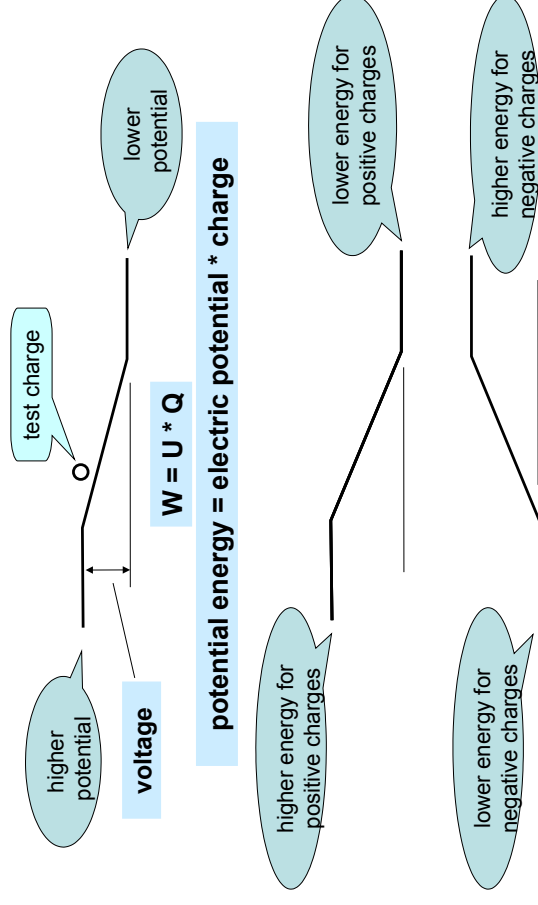 test charge
higher
potential
lower
potential
voltage
W = U * Q
potential energy = electric potential * charge
higher energy for
positive charges
lower energy for
positive charges
lower energy for
negative charges
higher energy for
negative charges